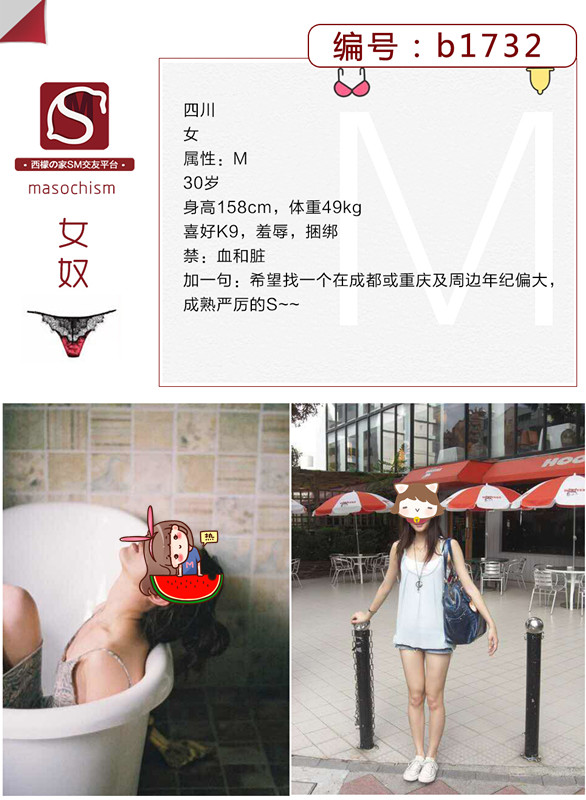 编号：b1732
S
M
• 西檬の家SM交友平台 •
masochism
女
奴
四川
女
属性：M
30岁
身高158cm，体重49kg
喜好K9，羞辱，捆绑
禁：血和脏
加一句：希望找一个在成都或重庆及周边年纪偏大，
成熟严厉的S~~
M
M
HOO